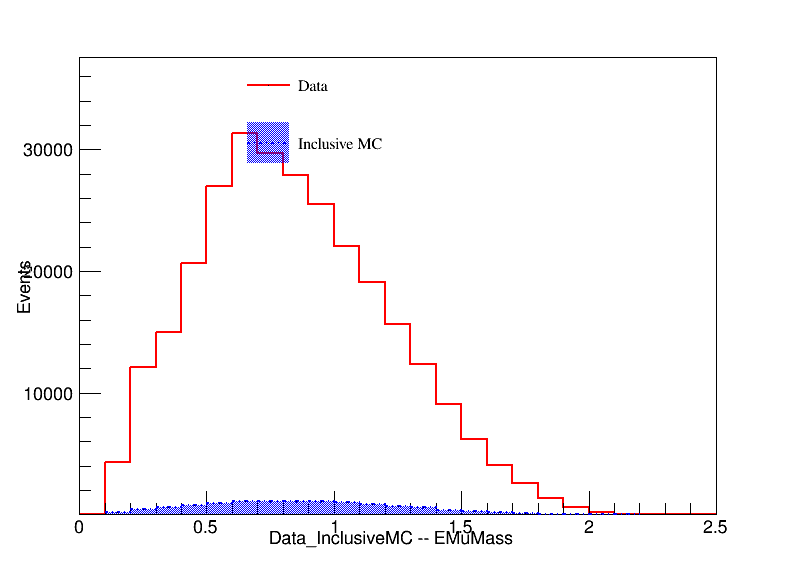 Data
Inclusive MC
30000
20000
10000
Events
0 0.5 1 1.5 2 2.5
Data_InclusiveMC -- EMuMass